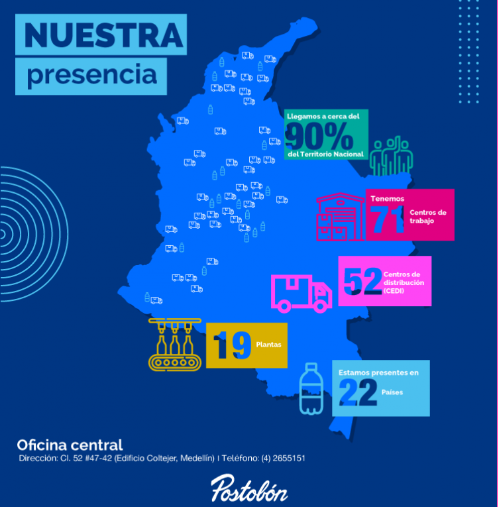 NUESTRA
presencia
Llegamos a cerca del
90%
del Territorio Nacional
Tenemos
71 Centros de
trabajo
52 Centros de
distribución
(CEDI)
19 Plantas
Estamos presentes en
22 Países
Oficina central
Dirección: Cl. 52 #47-42 (Edificio Coltejer, Medellín) I Teléfono: (4) 2655151
Postobón